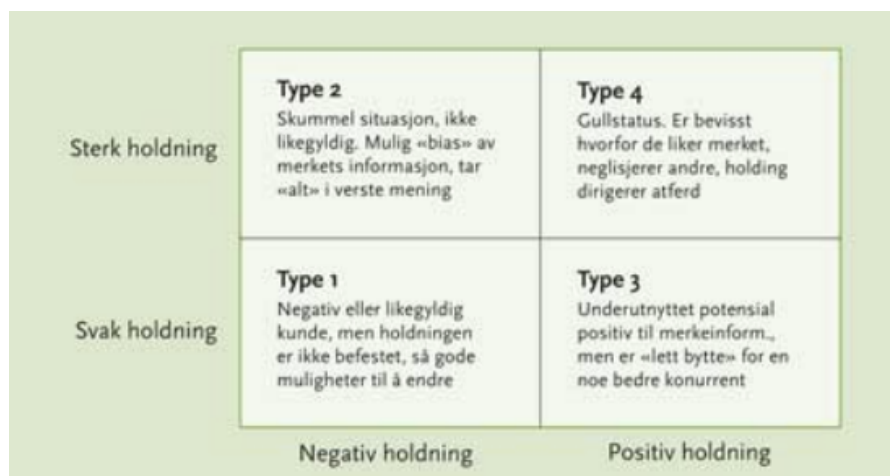 Sterk holdning
Type 2
Skummel situasjon, ikke
likegyldig. Mulig «bias» av
merkets informasjon, tar
«alt» i verste mening
Type 4
Gullstatus. Er bevisst
hvorfor de liker merket,
neglisjerer andre, holding
dirigerer atferd
Svak holdning
Type 1
Negativ eller likegyldig
kunde, men holdningen
er ikke befestet, så gode
muligheter til å endre
Type 3
Underutnyttet potensial
positiv til merkeinform.,
men er «lett bytte» for en
noe bedre konurrent
Negativ holdning
Positiv holdning